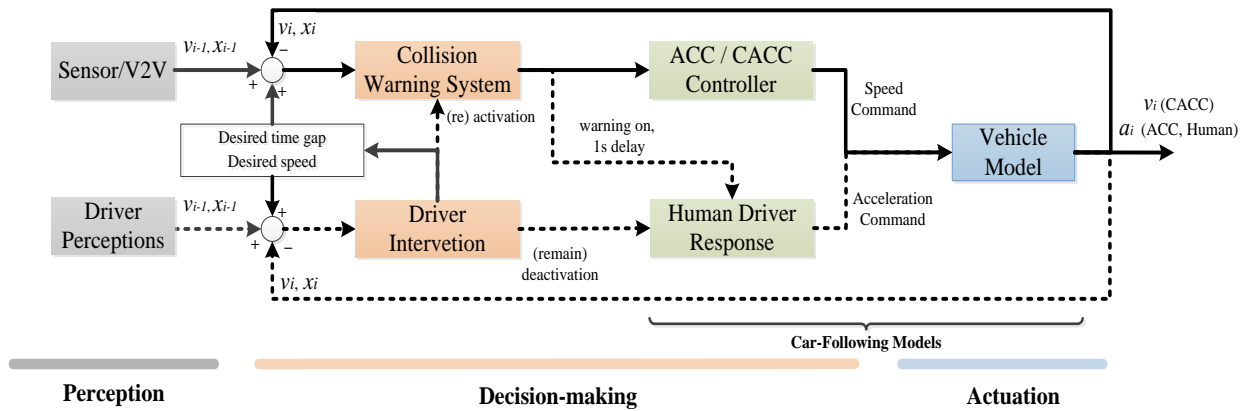 vi, xi
vi-1, xi-1
Sensor/V2V
−
+
+
Collision
Warning System
ACC / CACC
Controller
Speed
Command
(re) activation
warning on,
1s delay
Desired time gap
Desired speed
Vehicle
Model
vi (CACC)
ai (ACC, Human)
Driver
Perceptions
vi-1, xi-1
+
+
−
Driver
Intervetion
(remain)
deactivation
Human Driver
Response
Acceleration
Command
vi, xi
Car-Following Models
Perception
Decision-making
Actuation